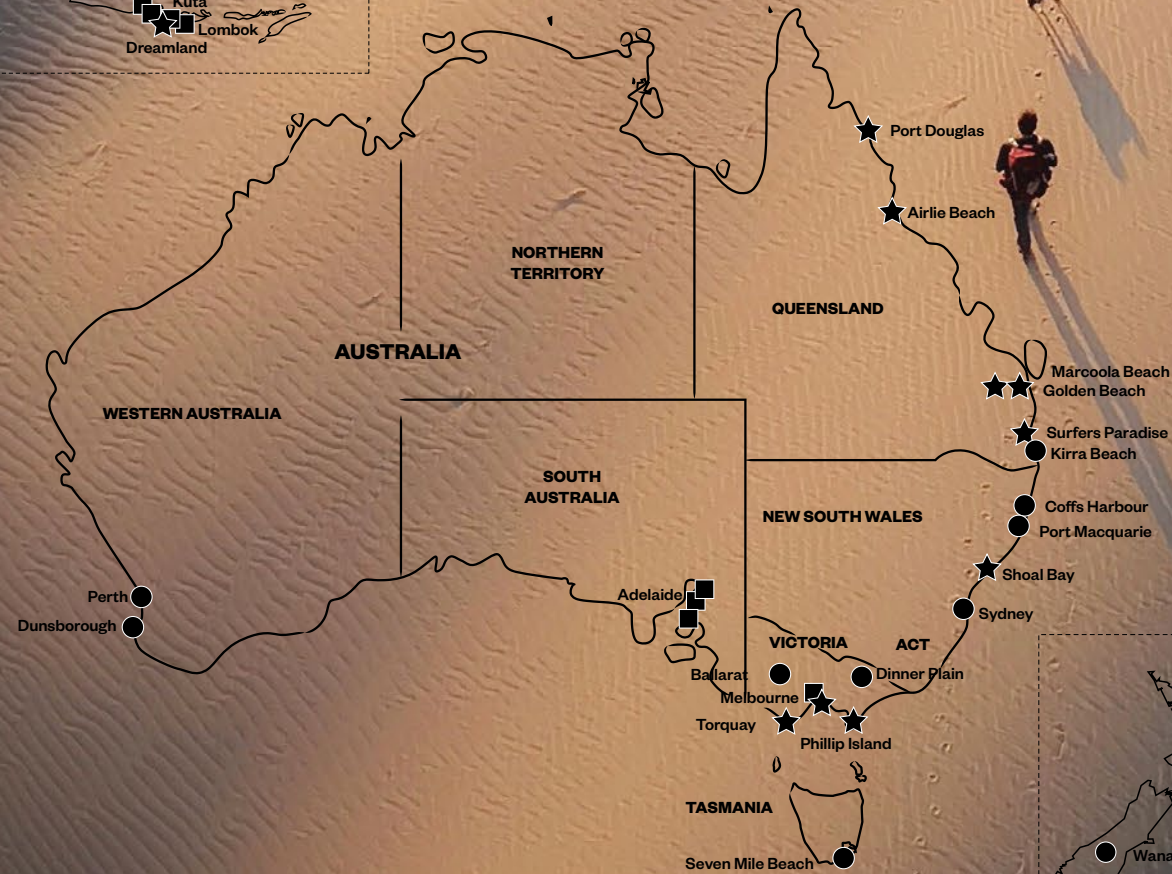 Kuta
Lombok
Dreamland
Port Douglas
Airlie Beach
NORTHERN
TERRITORY
QUEENSLAND
AUSTRALIA
Marcoola Beach
Golden Beach
WESTERN AUSTRALIA
Surfers Paradise
Kirra Beach
SOUTH
AUSTRALIA
NEW SOUTH WALES
Coffs Harbour
Port Macquarie
Shoal Bay
Perth
Adelaide
Sydney
Dunsborough
VICTORIA
ACT
Ballarat
Dinner Plain
Melbourne
Torquay
Phillip Island
TASMANIA
Seven Mile Beach
Wana